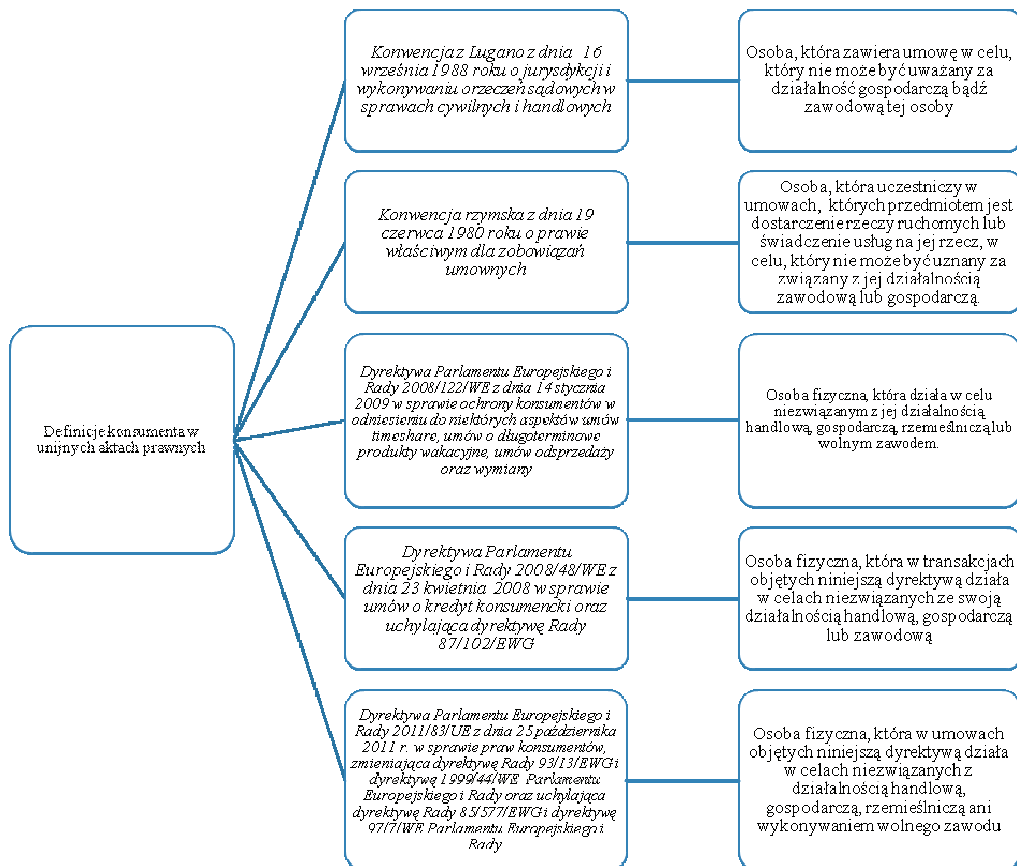 Konwencja z Lugano z dnia 16
września 1988 roku o jurysdykcji i
wykonywaniu orzeczeń sądowych w
sprawach cywilnych i handlowych
Osoba, która zawiera umowę w celu,
który nie może być uważany za
działalność gospodarczą bądź
zawodową tej osoby
Konwencja rzymska z dnia 19
czerwca 1980 roku o prawie
właściwym dla zobowiązań
umownych
Osoba, która uczestniczy w
umowach, których przedmiotem jest
dostarczenie rzeczy ruchomych lub
świadczenie usług na jej rzecz, w
celu, który nie może być uznany za
związany z jej działalnością
zawodową lub gospodarczą.
Definicje konsumenta w
unijnych aktach prawnych
Dyrektywa Parlamentu Europejskiego i
Rady 2008/122/WE z dnia 14 stycznia
2009 w sprawie ochrony konsumentów w
odniesieniu do niektórych aspektów umów
timeshare, umów o długoterminowe
produkty wakacyjne, umów odsprzedaży
oraz wymiany
Osoba fizyczna, która działa w celu
niezwiązanym z jej działalnością
handlową, gospodarczą, rzemieślniczą lub
wolnym zawodem.
Dyrektywa Parlamentu
Europejskiego i Rady 2008/48/WE z
dnia 23 kwietnia 2008 w sprawie
umów o kredyt konsumencki oraz
uchylająca dyrektywę Rady
87/102/EWG
Osoba fizyczna, która w transakcjach
objętych niniejszą dyrektywą działa
w celach niezwiązanych ze swoją
działalnością handlową, gospodarczą
lub zawodową
Dyrektywa Parlamentu Europejskiego i
Rady 2011/83/UE z dnia 25 października
2011 r. w sprawie praw konsumentów,
zmieniająca dyrektywę Rady 93/13/EWG i
dyrektywę 1999/44/WE Parlamentu
Europejskiego i Rady oraz uchylająca
dyrektywę Rady 85/577/EWG i dyrektywę
97/7/WE Parlamentu Europejskiego i
Rady
Osoba fizyczna, która w umowach
objętych niniejszą dyrektywą działa
w celach niezwiązanych z
działalnością handlową,
gospodarczą, rzemieślniczą ani
wykonywaniem wolnego zawodu